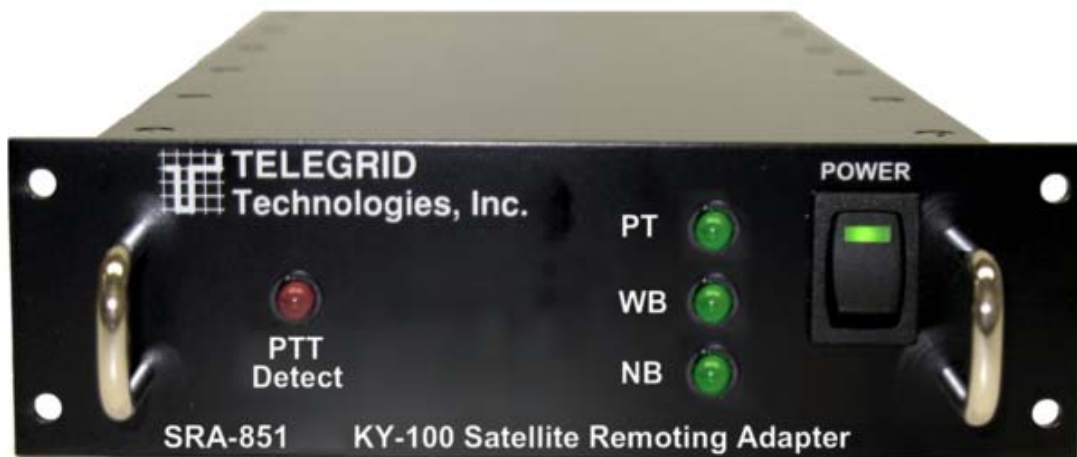 TELEGRID
Technologies, Inc.
POWER
PT
WB
NB
PTT
Detect
SRA-851 KY-100 Satellite Remoting Adapter